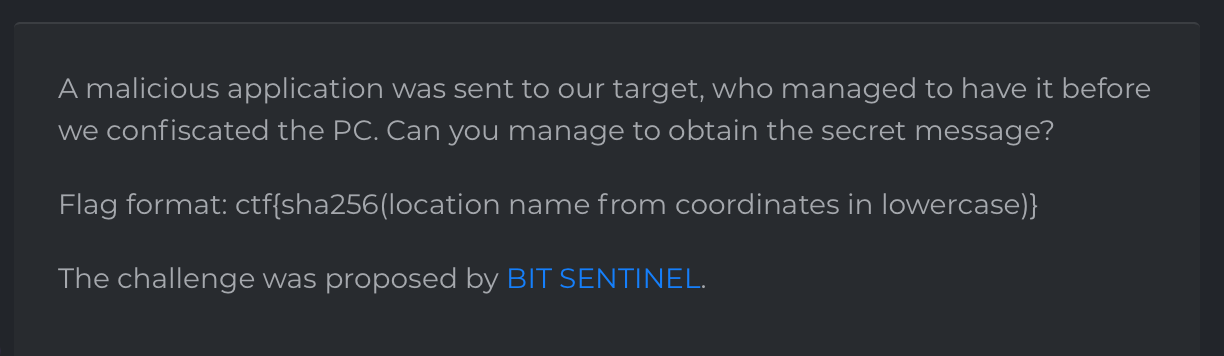 A malicious application was sent to our target, who managed to have it before
we confiscated the PC. Can you manage to obtain the secret message?
Flag format: ctf{sha256(location name from coordinates in lowercase)}
The challenge was proposed by BIT SENTINEL.